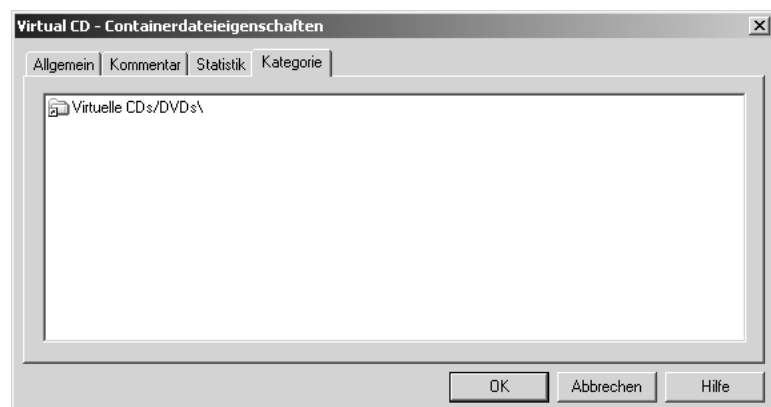 Virtual CD - Containerdateieigenschaften
Allgemein Kommentar Statistik Kategorie
Virtuelle CDs/DVDs\
OK Abbrechen Hilfe